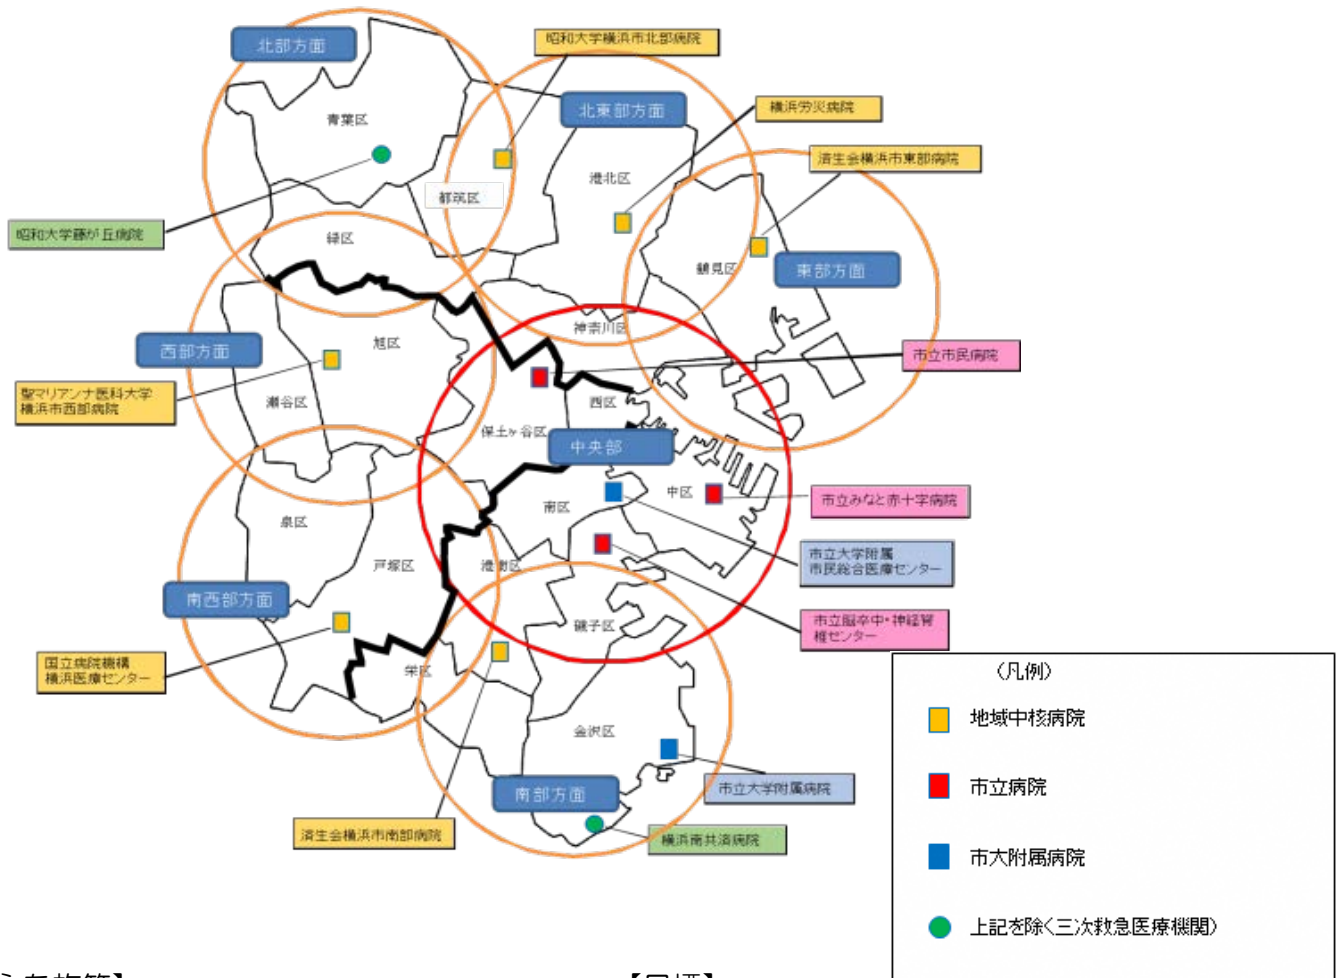 北部方面
昭和大学横浜市北部病院
北東部方面
横浜労災病院
青葉区
済生会横浜市東部病院
港北区
都筑区
昭和大学藤が丘病院
緑区
鶴見区
東部方面
神奈川区
旭区
西部方面
市立市民病院
聖マリアンナ医科大学
横浜市西部病院
瀬谷区
西区
保土ヶ谷区
中央部
中区
市立みなと赤十字病院
南区
泉区
市立大学附属
市民総合医療センター
戸塚区
港南区
南西部方面
磯子区
市立脳卒中・神経脊
椎センター
国立病院機構
横浜医療センター
栄区
（凡例）
地域中核病院
金沢区
市立病院
市立大学附属病院
南部方面
済生会横浜市南部病院
横浜南共済病院
市大附属病院
上記を除く三次救急医療機関）